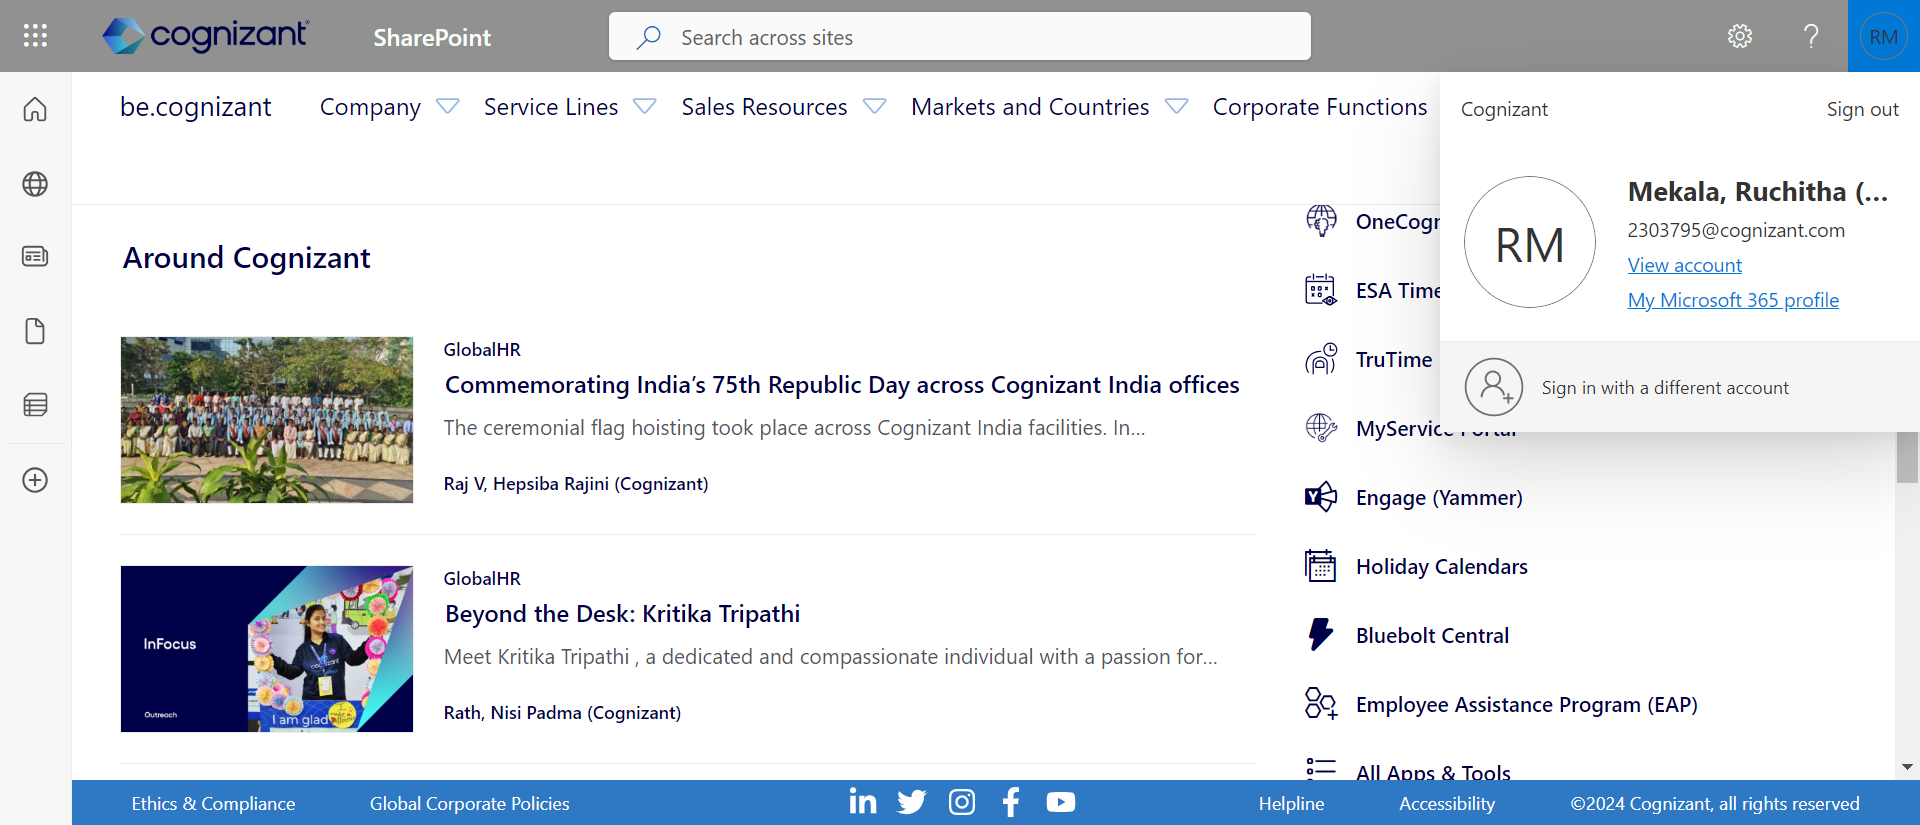 cognizant
SharePoint
Search across sites
RM
be.cognizant
Company
Service Lines
Sales Resources
Markets and Countries
Corporate Functions
Cognizant
Sign out
RM
Mekala, Ruchitha (...
2303795@cognizant.com
View account
My Microsoft 365 profile
Sign in with a different account
Around Cognizant
GlobalHR
Commemorating India's 75th Republic Day across Cognizant India offices
The ceremonial flag hoisting took place across Cognizant India facilities. In...
Raj V, Hepsiba Rajini (Cognizant)
InFocus
Outreach
cognizant
I am glad
GlobalHR
Beyond the Desk: Kritika Tripathi
Meet Kritika Tripathi , a dedicated and compassionate individual with a passion for...
Rath, Nisi Padma (Cognizant)
OneCogn
ESA Time
TruTime
MyService Portal
Engage (Yammer)
Holiday Calendars
Bluebolt Central
Employee Assistance Program (EAP)
All Apps & Tools
Ethics & Compliance
Global Corporate Policies
Helpline
Accessibility
©2024 Cognizant, all rights reserved